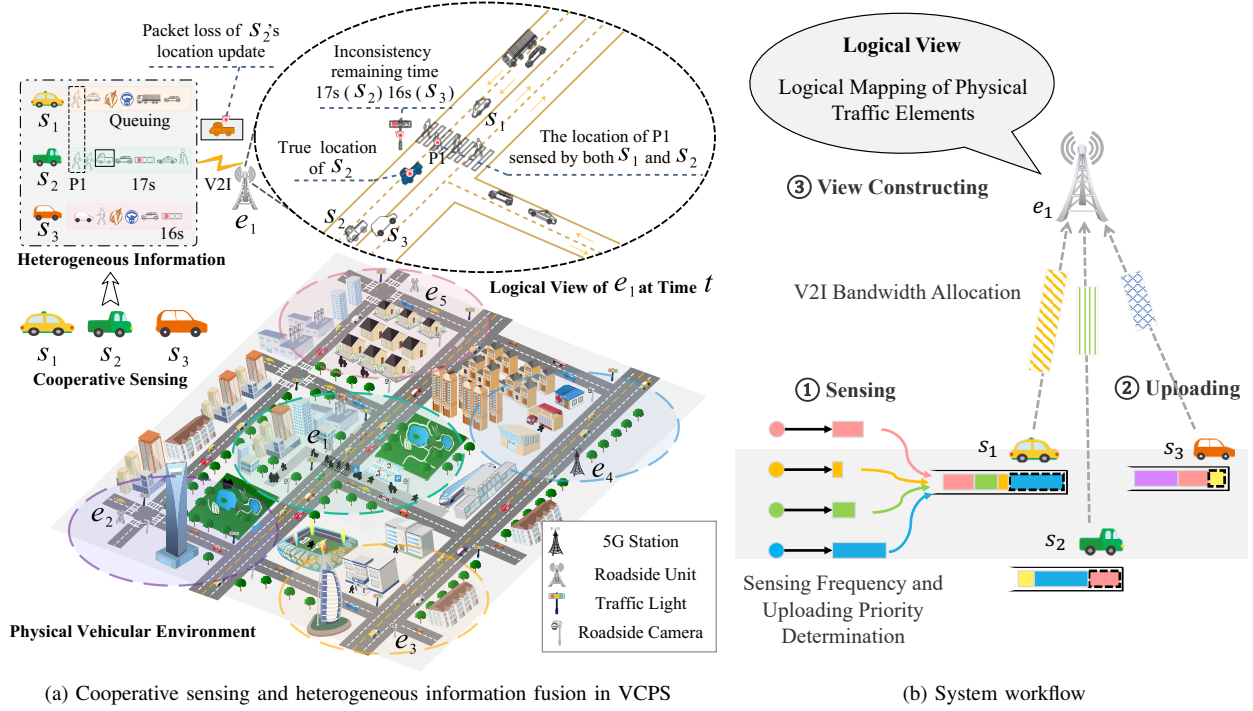 Packet loss of S₂'s
location update
Inconsistency
remaining time
17s (S₂) 16s (S₃)
S₁
Queuing
S₂
P1
17s
V2I
S₃
16s
e₁
Heterogeneous Information
True location
of S₂
P1
S₁
The location of P1
sensed by both S₁ and S₂
S₂
S₃
Logical View of e₁ at Time t
S₁
S₂
S₃
Cooperative Sensing
e₅
e₁
e₄
e₂
e₃
Physical Vehicular Environment
5G Station
Roadside Unit
Traffic Light
Roadside Camera
(a) Cooperative sensing and heterogeneous information fusion in VCPS
Logical View
Logical Mapping of Physical
Traffic Elements
③ View Constructing
e₁
V2I Bandwidth Allocation
① Sensing
② Uploading
s₁
s₃
s₂
Sensing Frequency and
Uploading Priority
Determination
(b) System workflow